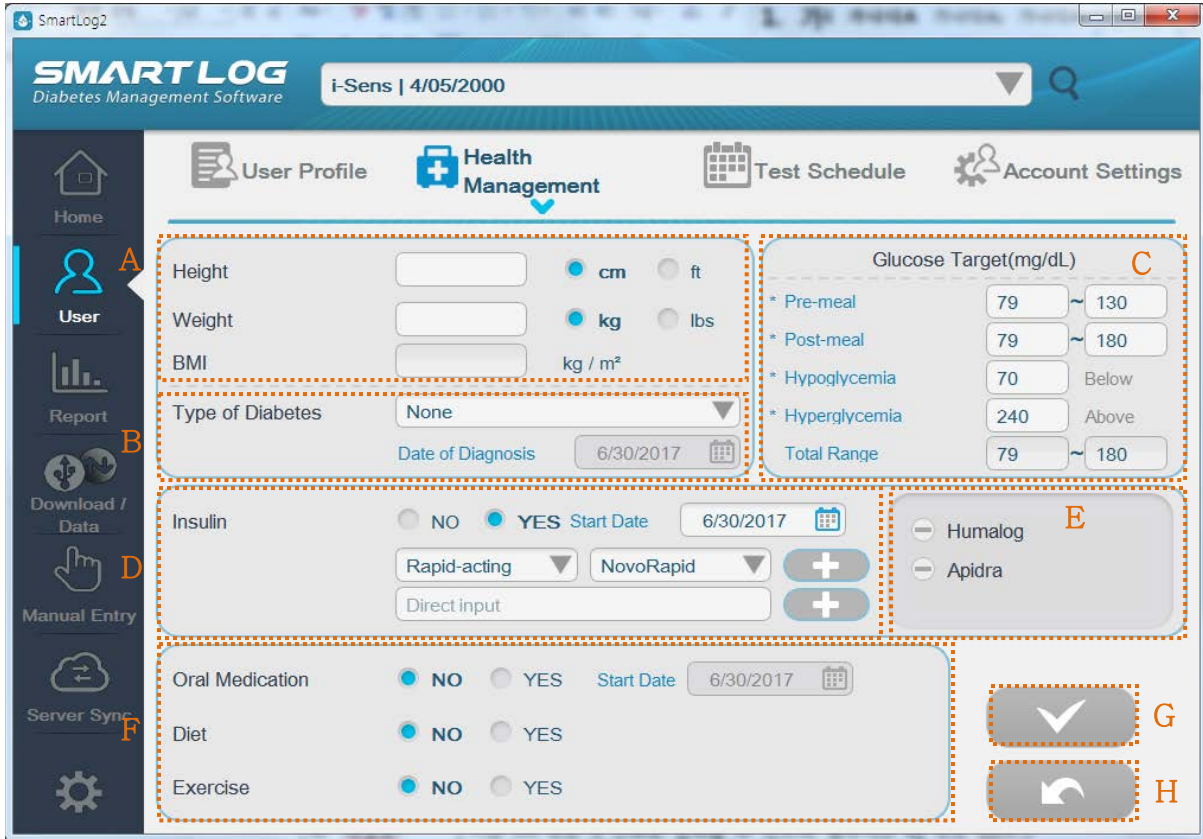 SmartLog2
SMART LOG
Diabetes Management Software
i-Sens | 4/05/2000
User Profile
Health
Management
Test Schedule
Account Settings
Home
User
Report
Download /
Data
Manual Entry
Server Sync
A
Height
cm
ft
Weight
kg
lbs
BMI
kg / m²
B
Type of Diabetes
None
Date of Diagnosis
6/30/2017
C
Glucose Target(mg/dL)
* Pre-meal 79 ~ 130
* Post-meal 79 ~ 180
* Hypoglycemia 70 Below
* Hyperglycemia 240 Above
Total Range 79 ~ 180
D
Insulin NO YES Start Date 6/30/2017
Rapid-acting NovoRapid
Direct input
E
Humalog
Apidra
F
Oral Medication NO YES Start Date 6/30/2017
Diet NO YES
Exercise NO YES
G
H